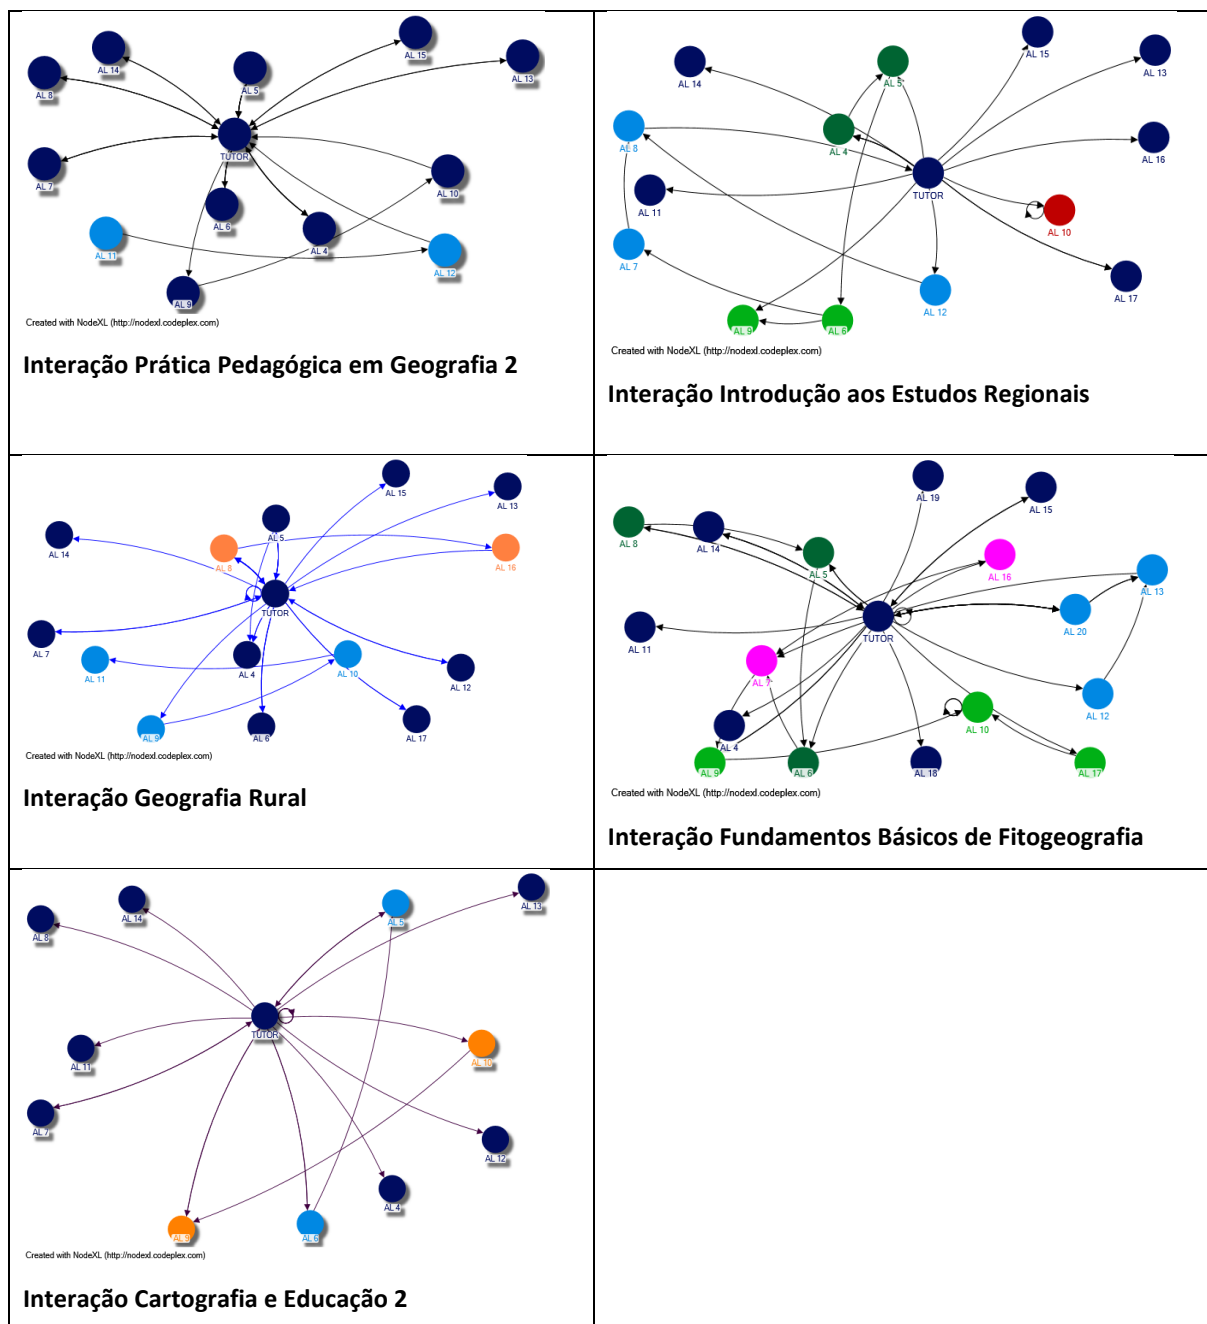 AL 15
AL 14
AL 13
AL 8
AL 5
TUTOR
AL 7
AL 10
AL 6
AL 4
AL 11
AL 12
AL 9
Created with NodeXL (http://nodexl.codeplex.com)
Interação Prática Pedagógica em Geografia 2
AL 15
AL 13
AL 14
AL 5
AL 8
AL 4
AL 16
TUTOR
AL 11
AL 10
AL 7
AL 17
AL 12
AL 9
AL 6
Created with NodeXL (http://nodexl.codeplex.com)
Interação Introdução aos Estudos Regionais
AL 15
AL 13
AL 5
AL 14
AL 8
AL 16
TUTOR
AL 7
AL 11
AL 4
AL 10
AL 12
AL 9
AL 6
AL 17
Created with NodeXL (http://nodexl.codeplex.com)
Interação Geografia Rural
AL 19
AL 15
AL 8
AL 14
AL 5
AL 16
AL 13
AL 20
TUTOR
AL 11
AL 7
AL 12
AL 10
AL 4
AL 9
AL 6
AL 18
AL 17
Created with NodeXL (http://nodexl.codeplex.com)
Interação Fundamentos Básicos de Fitogeografia
AL 13
AL 14
AL 5
AL 8
TUTOR
AL 10
AL 11
AL 7
AL 12
AL 4
AL 9
AL 6
Created with NodeXL (http://nodexl.codeplex.com)
Interação Cartografia e Educação 2